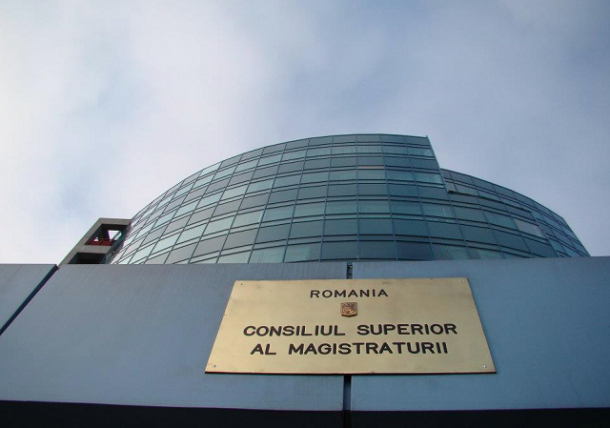 ROMANIA
CONSILIUL SUPERIOR
AL MAGISTRATURII